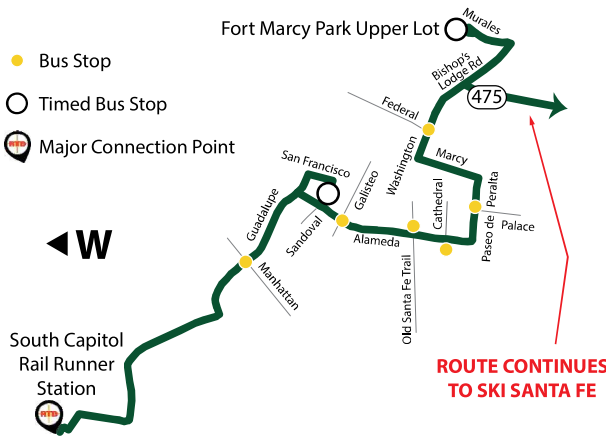 Fort Marcy Park Upper Lot
Murales
Bus Stop
Bishop's
Lodge Rd
475
Timed Bus Stop
Federal
RTD
Major Connection Point
Washington
Marcy
San Francisco
Galisteo
Cathedral
Paseo de Peralta
Guadalupe
Sandoval
Palace
Alameda
W
Manhattan
Old Santa Fe Trail
South Capitol
Rail Runner
Station
RTD
ROUTE CONTINUES
TO SKI SANTA FE